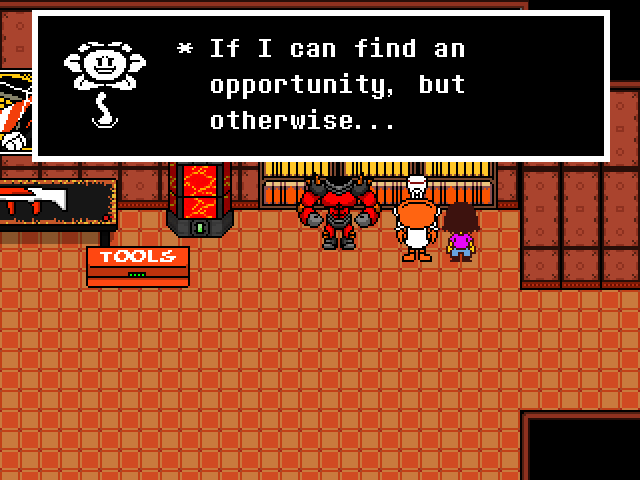 * If I can find an
opportunity, but
otherwise...
TOOLS